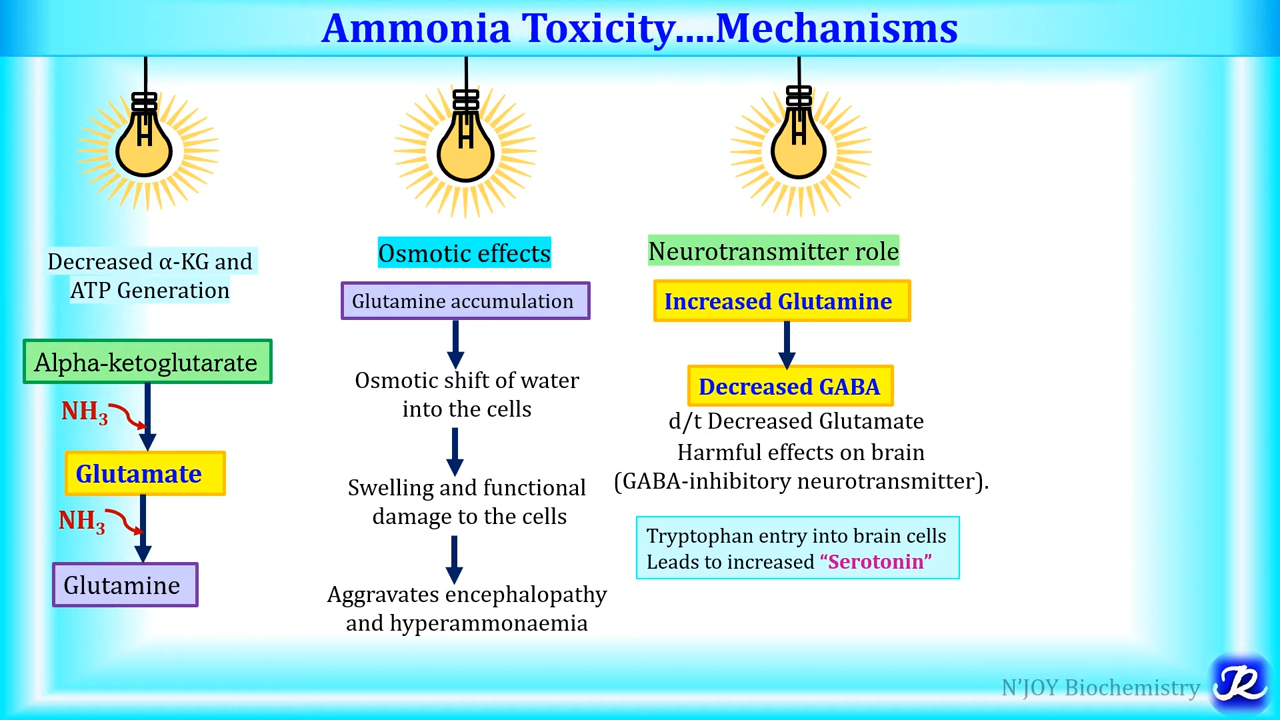 Ammonia Toxicity....Mechanisms
Decreased α-KG and
ATP Generation
Alpha-ketoglutarate
NH3
Glutamate
NH3
Glutamine
Osmotic effects
Glutamine accumulation
Osmotic shift of water
into the cells
Swelling and functional
damage to the cells
Aggravates encephalopathy
and hyperammonaemia
Neurotransmitter role
Increased Glutamine
Decreased GABA
d/t Decreased Glutamate
Harmful effects on brain
(GABA-inhibitory neurotransmitter).
Tryptophan entry into brain cells
Leads to increased “Serotonin”
N’JOY Biochemistry